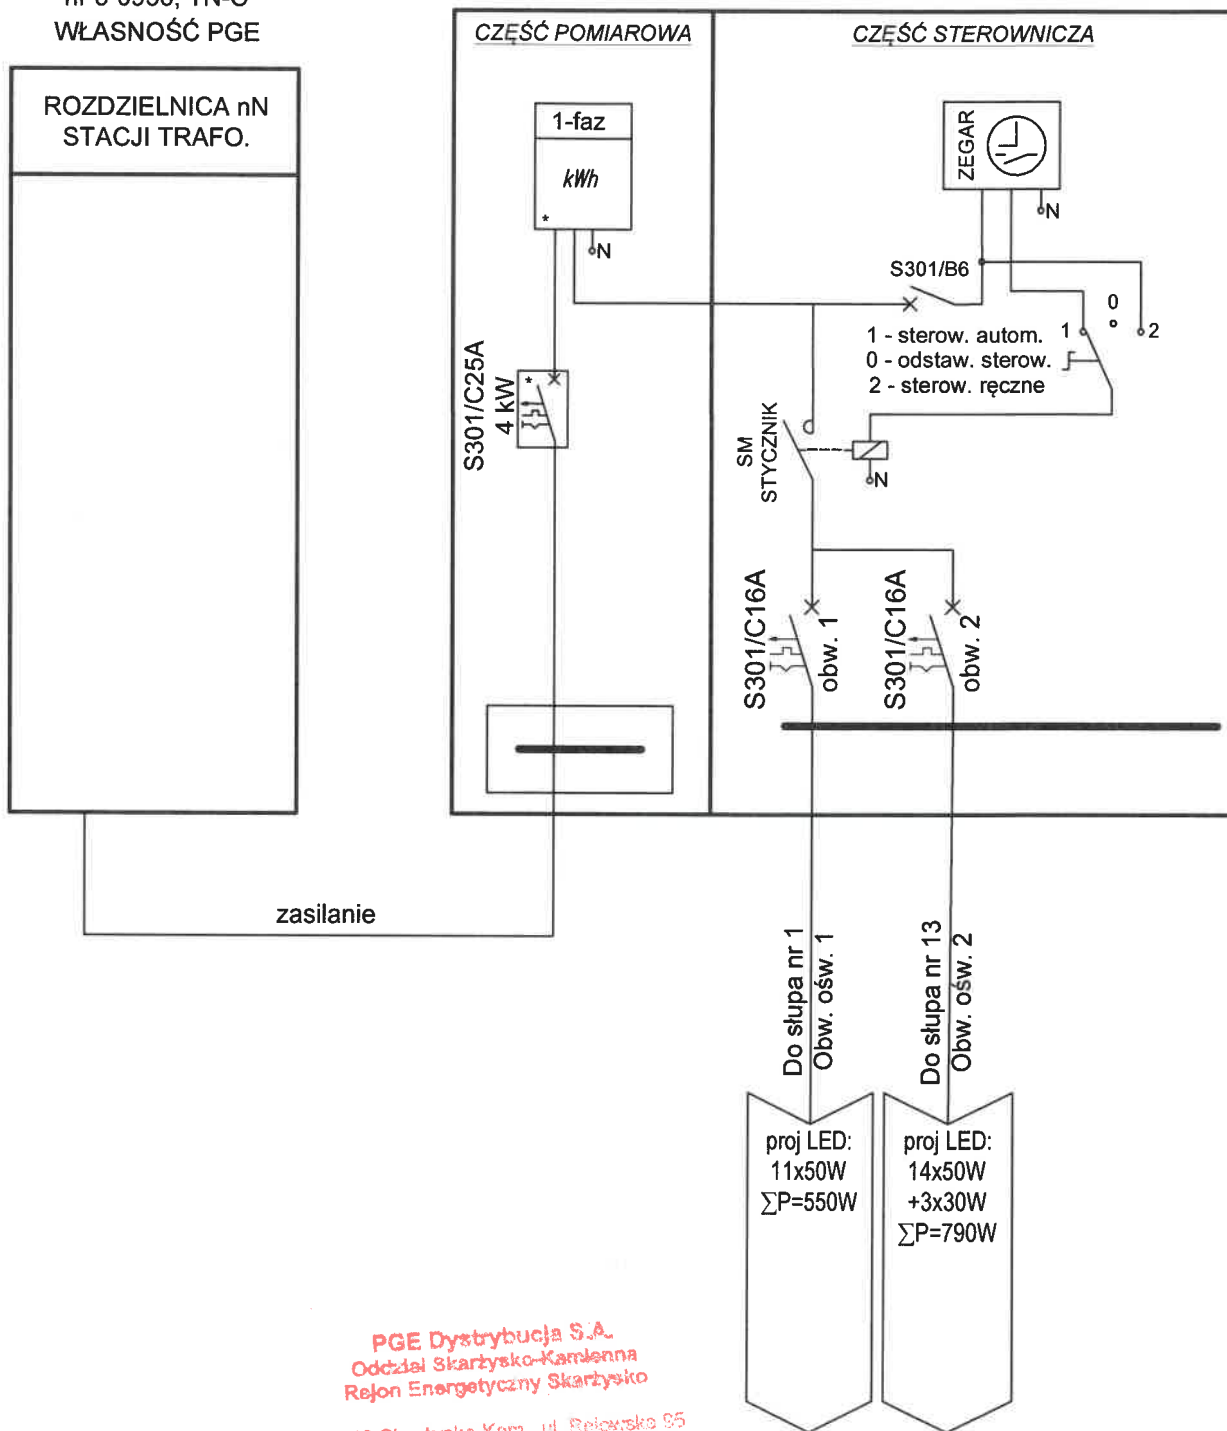 WŁASNOŚĆ PGE
ROZDZIELNICA nN
STACJI TRAFO.
CZĘŚĆ POMIAROWA
CZĘŚĆ STEROWNICZA
1-faz
kWh
*
N
ZEGAR
N
S301/B6
0
1
2
1 - sterow. autom.
0 - odstaw. sterow.
2 - sterow. ręczne
S301/C25A
4 kW
*
SM
STYCZNIK
N
S301/C16A
obw. 1
S301/C16A
obw. 2
zasilanie
Do słupa nr 1
Obw. ośw. 1
Do słupa nr 13
Obw. ośw. 2
proj LED:
11x50W
∑P=550W
proj LED:
14x50W
+3x30W
∑P=790W
PGE Dystrybucja S.A.
Oddział Skarżysko-Kamienna
Rejon Energetyczny Skarżysko